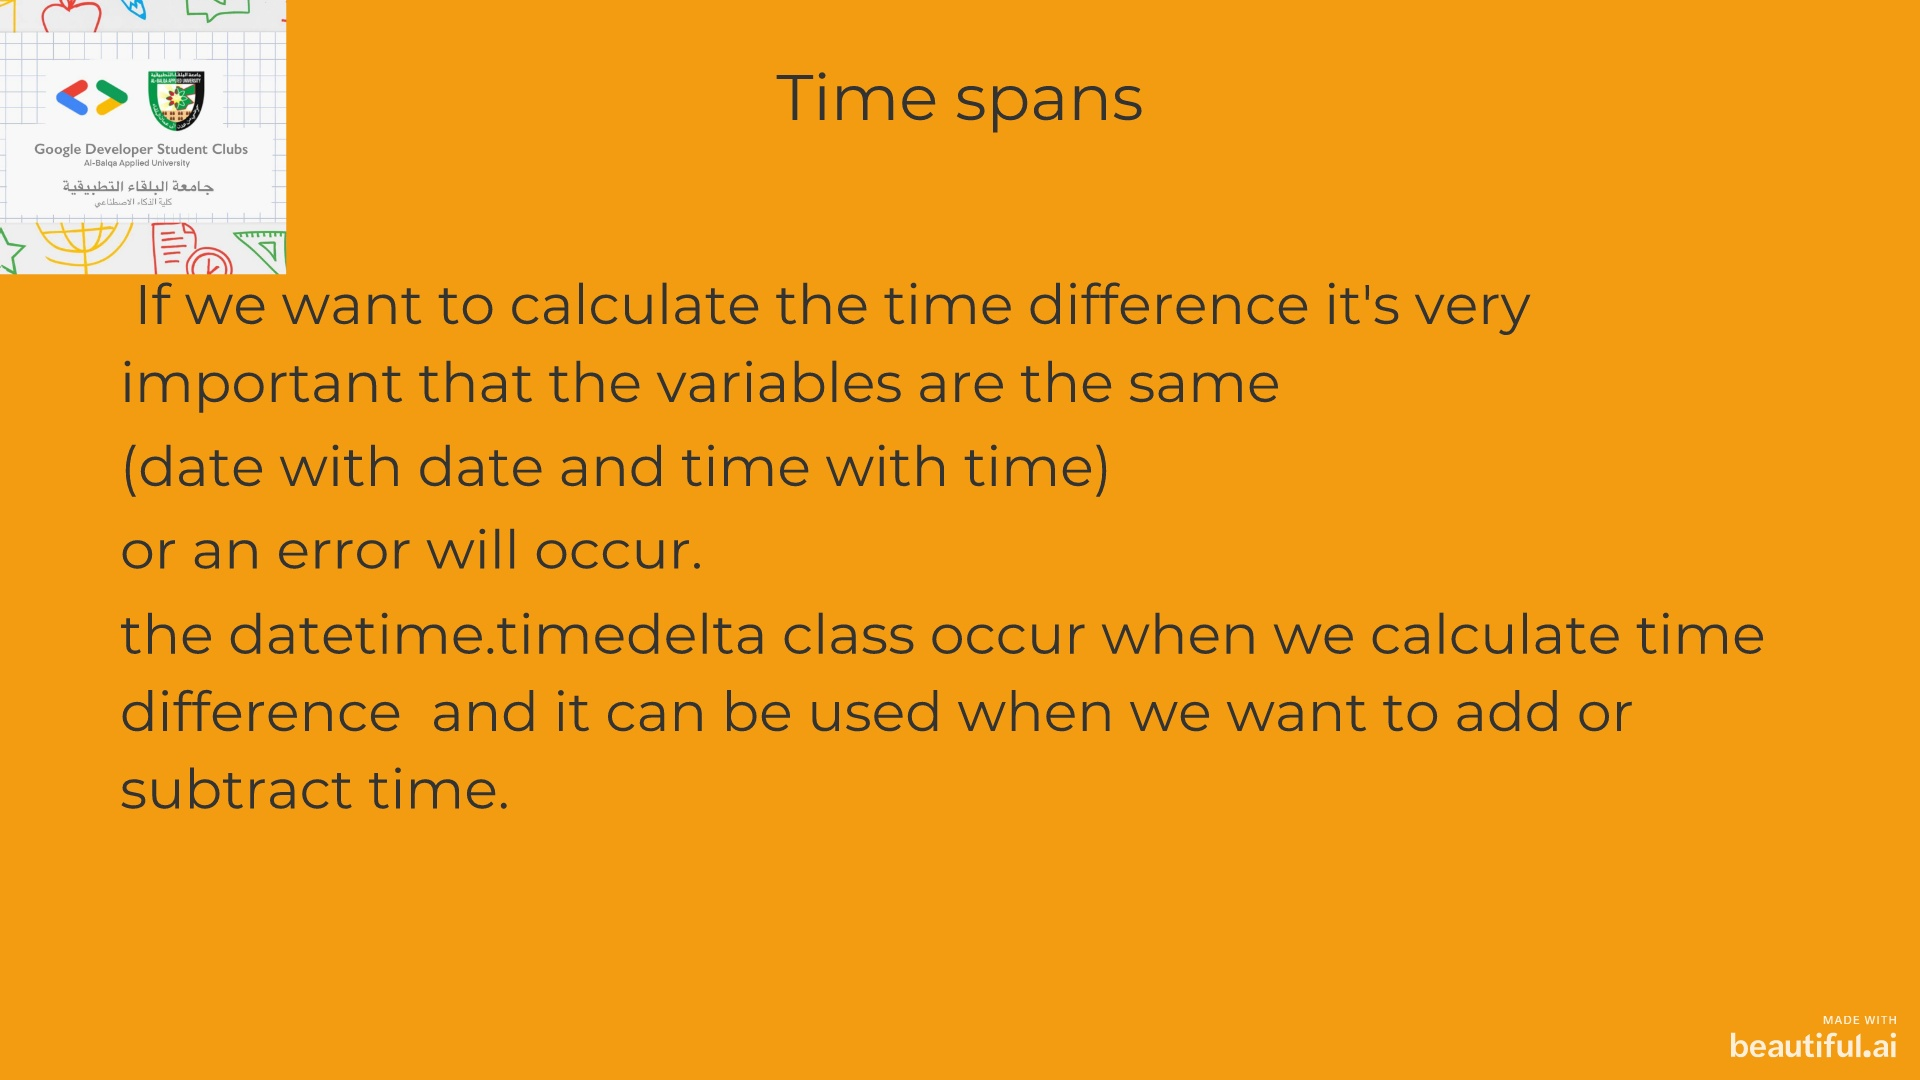 Google Developer Student Clubs
Al-Balqa Applied University
جامعة البلقاء التطبيقية
كلية الذكاء الاصطناعي
Time spans
If we want to calculate the time difference it's very
important that the variables are the same
(date with date and time with time)
or an error will occur.
the datetime.timedelta class occur when we calculate time
difference  and it can be used when we want to add or
subtract time.
MADE WITH
beautiful.ai